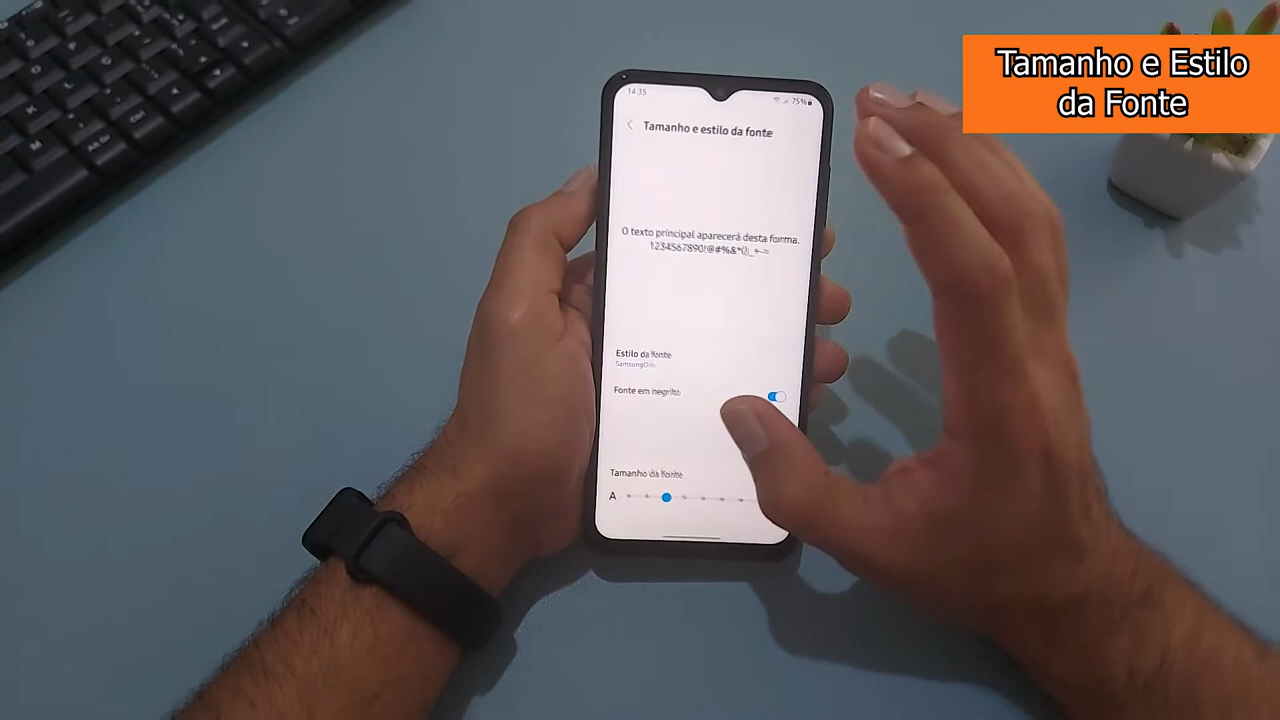 Tamanho e Estilo
da Fonte
14:35
75%
Tamanho e estilo da fonte
O texto principal aparecerá desta forma.
1234567890!@#%&*()_+-=
Estilo da fonte
SamsungOne
Fonte em negrito
Tamanho da fonte
A